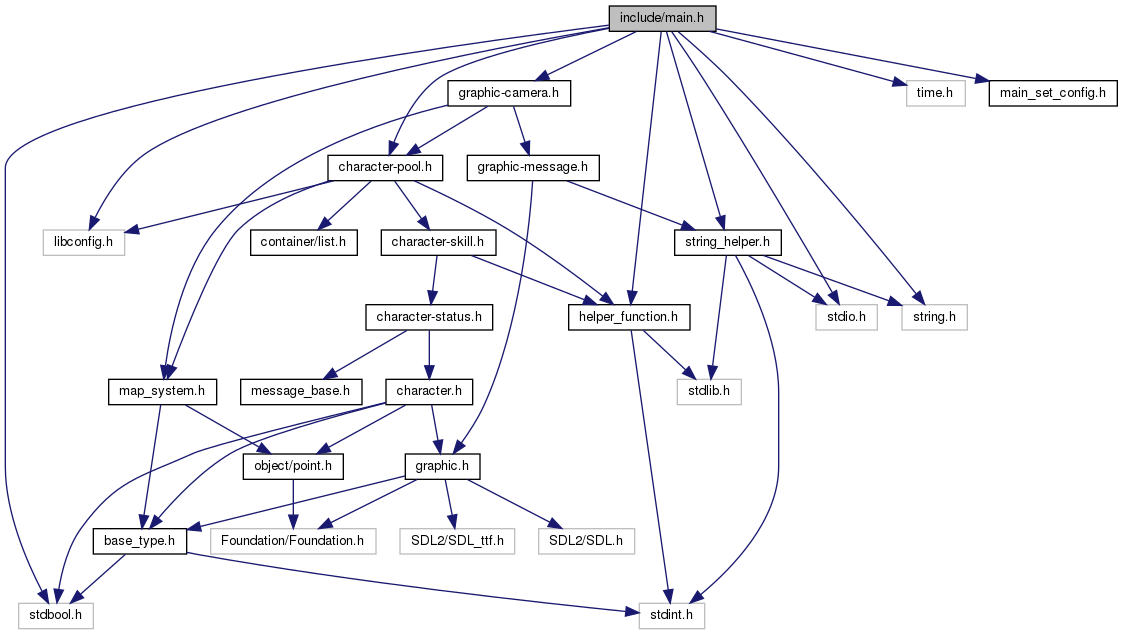 include/main.h
graphic-camera.h
time.h
main_set_config.h
character-pool.h
graphic-message.h
libconfig.h
container/list.h
character-skill.h
string_helper.h
character-status.h
helper_function.h
stdio.h
string.h
map_system.h
message_base.h
character.h
stdlib.h
object/point.h
graphic.h
base_type.h
Foundation/Foundation.h
SDL2/SDL_ttf.h
SDL2/SDL.h
stdbool.h
stdint.h